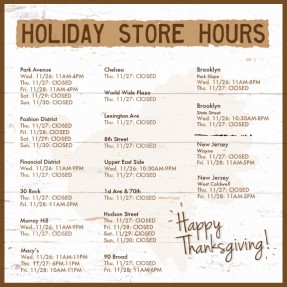 HOLIDAY STORE HOURS
Park Avenue
Wed. 11/26: 11AM-4PM
Thu. 11/27: ClOSED
Fri. 11/28: 11AM-4PM
Sat. 11/29: ClOSED
Sun. 11/30: ClOSED
Fashion District
Thu. 11/27: ClOSED
Fri. 11/28: ClOSED
Sat. 11/29: ClOSED
Sun. 11/30: ClOSED
Financial District
Wed. 11/26: 11AM-9PM
Thu. 11/27: ClOSED
30 Rock
Thu. 11/27: ClOSED
Fri. 11/28: 11AM-5PM
Murray Hill
Wed. 11/26: 11AM-9PM
Thu. 11/27: ClOSED
Macy's
Wed. 11/26: 11AM-11PM
Thu. 11/27: 6PM-11PM
Fri. 11/28: 10AM-11PM
Chelsea
Thu. 11/27: ClOSED
World Wide Plaza
Thu. 11/27: ClOSED
Lexington Ave
Thu. 11/27: ClOSED
8th Street
Thu. 11/27: ClOSED
Upper East Side
Wed. 11/26: 10:30AM-9PM
Thu. 11/27: ClOSED
1st Ave & 70th
Thu. 11/27: ClOSED
Hudson Street
Thu. 11/27: ClOSED
Fri. 11/28: ClOSED
Sat. 11/29: ClOSED
Sun. 11/30: ClOSED
90 Broad
Thu. 11/27: ClOSED
Fri. 11/28: 11AM-6PM
Brooklyn
Park Slope
Wed. 11/26: 11AM-8PM
Thu. 11/27: ClOSED
Brooklyn
State Street
Wed. 11/26: 10:30AM-8PM
Thu. 11/27: ClOSED
New Jersey
Wayne
Thu. 11/27: ClOSED
Fri. 11/28: 11AM-5PM
New Jersey
West Caldwell
Thu. 11/27: ClOSED
Fri. 11/28: 11AM-5PM
Happy
Thanksgiving!